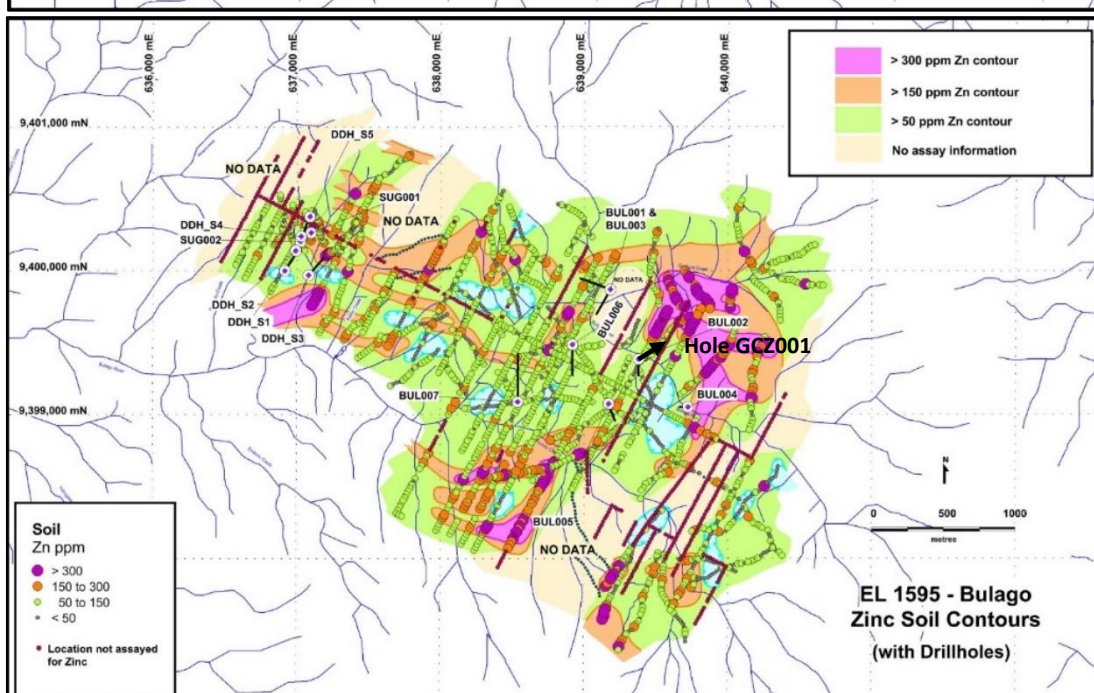 636,000 mE
637,000 mE
638,000 mE
639,000 mE
640,000 mE
> 300 ppm Zn contour
> 150 ppm Zn contour
> 50 ppm Zn contour
No assay information
9,401,000 mN
DDH_S5
NO DATA
SUG001
NO DATA
DDH_S4
SUG002
BUL001 &
BUL003
9,400,000 mN
NO DATA
DDH_S2
DDH_S1
DDH_S3
BUL006
BUL002
Hole GCZ001
BUL007
BUL004
9,399,000 mN
N
BUL005
NO DATA
0 500 1000
metres
Soil
Zn ppm
> 300
150 to 300
50 to 150
< 50
Location not assayed
for Zinc
EL 1595 - Bulago
Zinc Soil Contours
(with Drillholes)